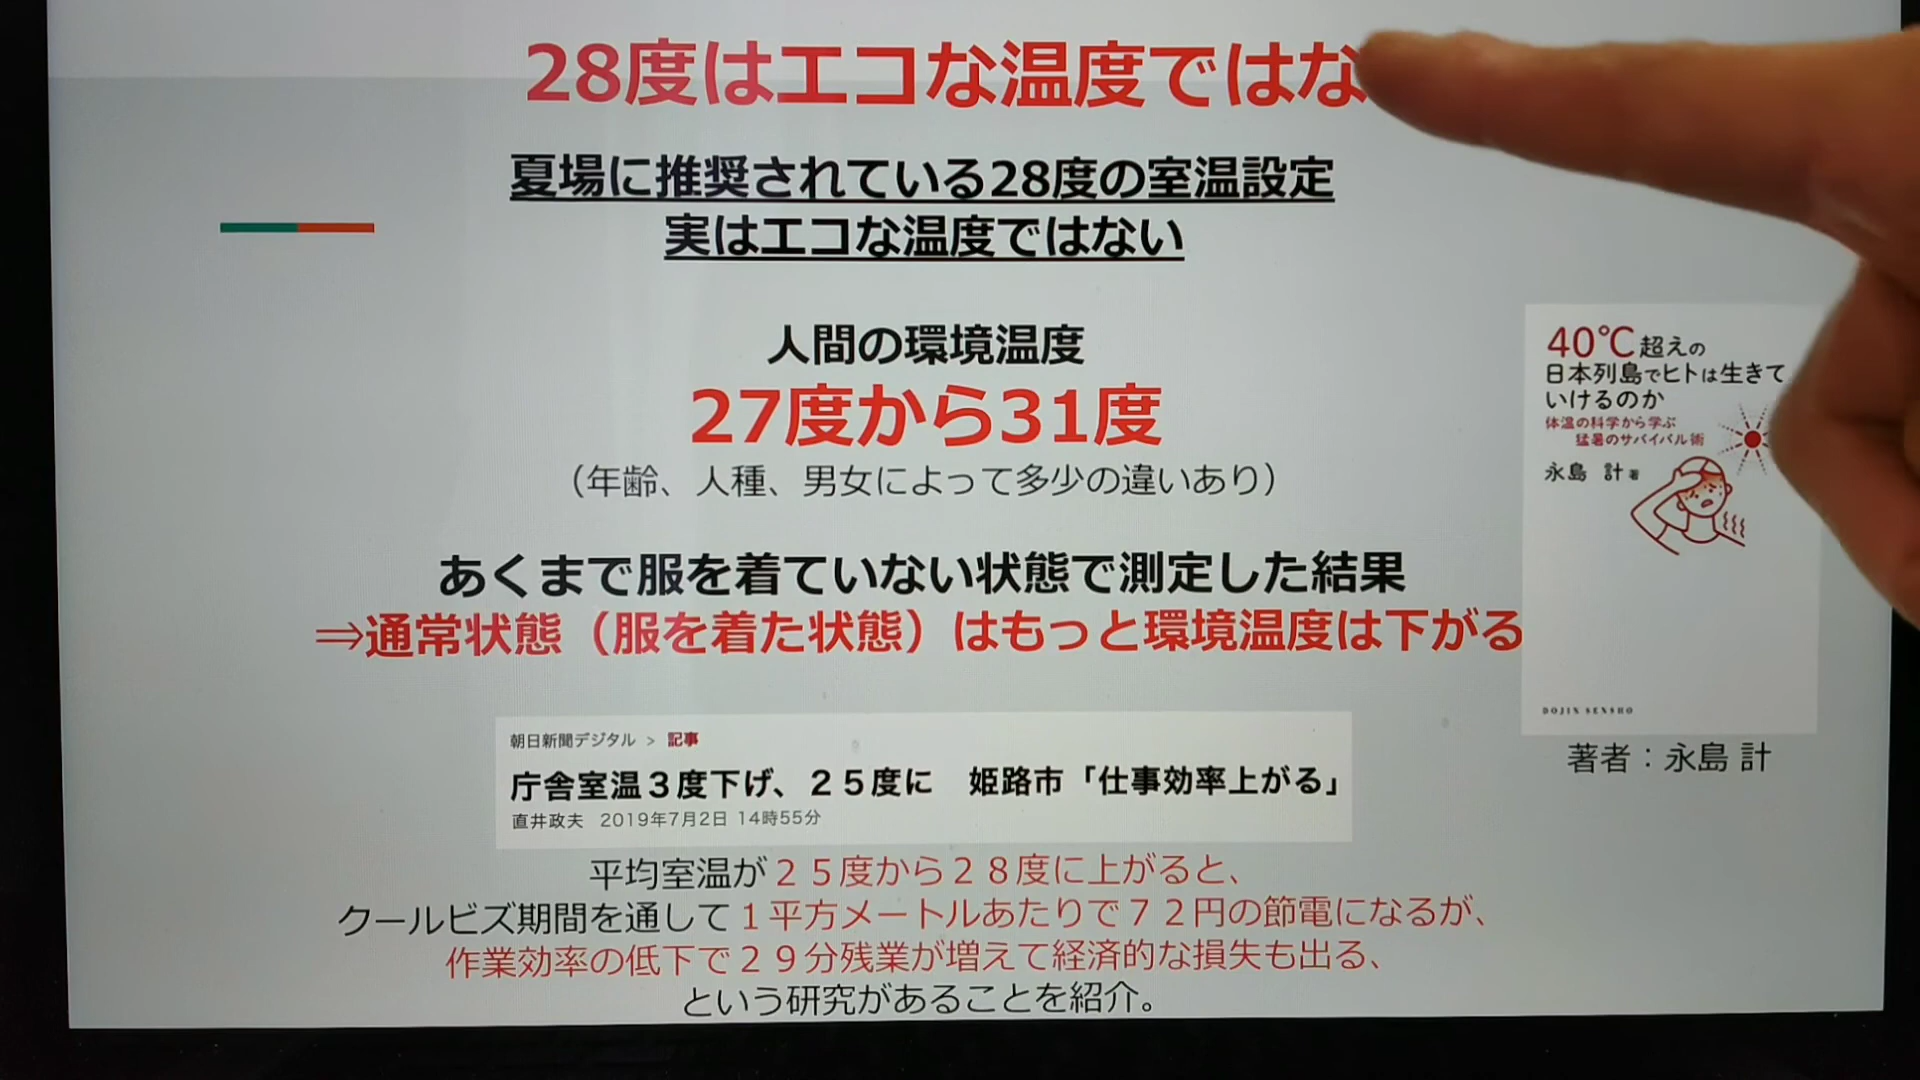 28度はエコな温度ではな
夏場に推奨されている28度の室温設定
実はエコな温度ではない
人間の環境温度
27度から31度
（年齢、人種、男女によって多少の違いあり）
あくまで服を着ていない状態で測定した結果
⇒通常状態（服を着た状態）はもっと環境温度は下がる
40℃超えの
日本列島でヒトは生きて
いけるのか
体温の科学から学ぶ
猛暑のサバイバル術
永島 計 著
DOJIN SENSHO
著者：永島 計
朝日新聞デジタル > 記事
庁舎室温３度下げ、２５度に　姫路市「仕事効率上がる」
直井政夫　2019年7月2日 14時55分
平均室温が２５度から２８度に上がると、
クールビズ期間を通して１平方メートルあたりで７２円の節電になるが、
作業効率の低下で２９分残業が増えて経済的な損失も出る、
という研究があることを紹介。